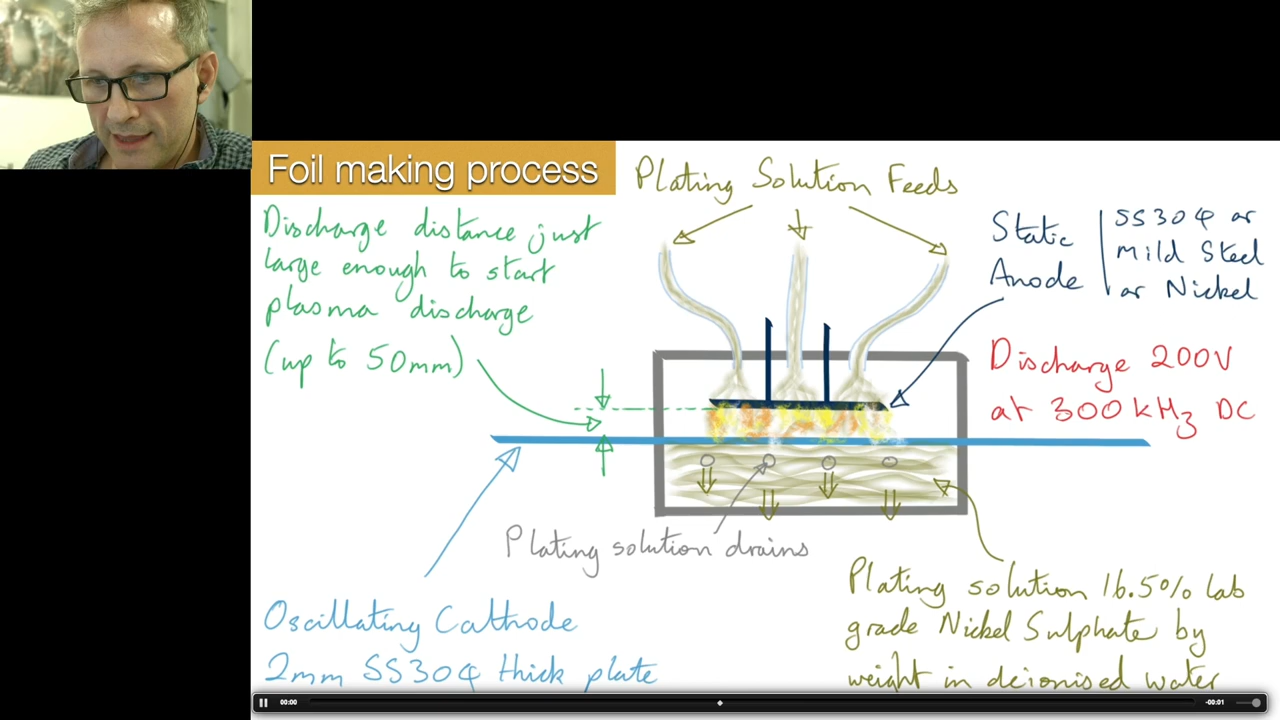 Foil making process
Plating Solution Feeds
Discharge distance just
large enough to start
plasma discharge
(up to 50mm)
Static
Anode
SS304 or
Mild Steel
or Nickel
Discharge 200V
at 300kHz DC
Plating solution drains
Oscillating Cathode
2mm SS304 thick plate
Plating solution 16.5% lab
grade Nickel Sulphate by
weight in deionised water
00:00
-00:01